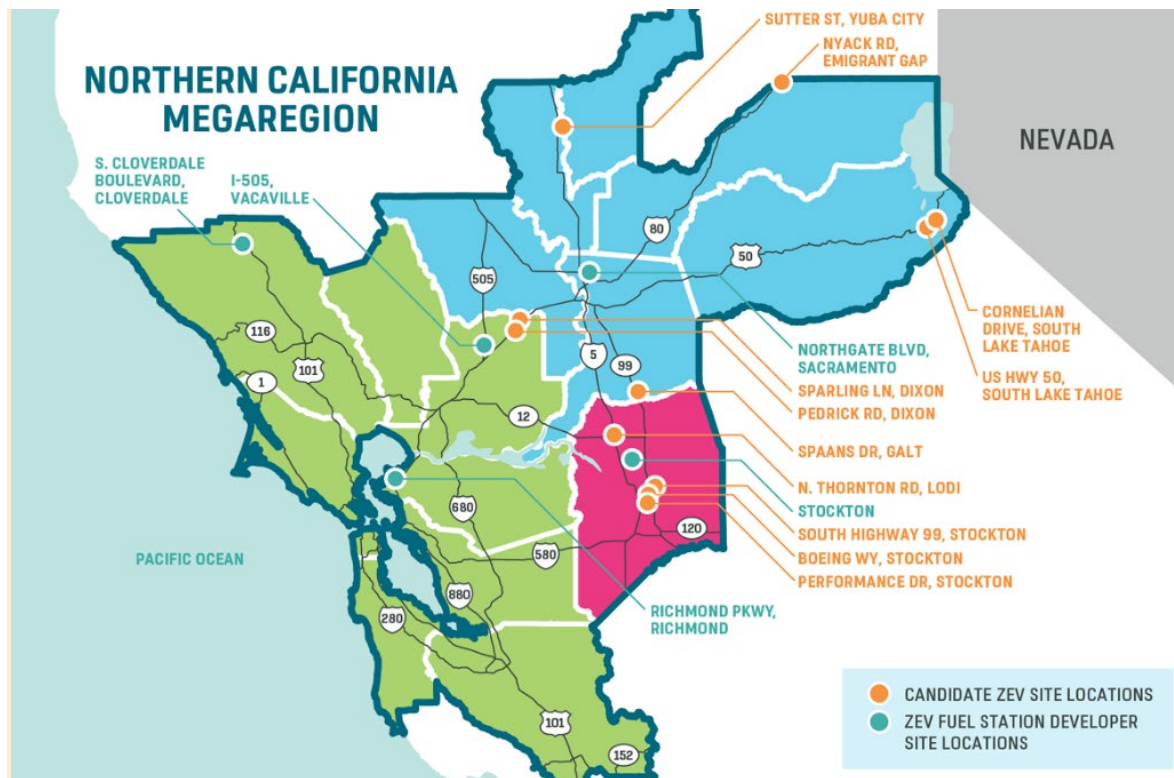 SUTTER ST, YUBA CITY
NYACK RD,
EMIGRANT GAP
NORTHERN CALIFORNIA
MEGAREGION
NEVADA
S. CLOVERDALE
BOULEVARD,
CLOVERDALE
I-505,
VACAVILLE
80
50
505
116
101
1
5
99
12
CORNELIAN
DRIVE, SOUTH
LAKE TAHOE
US HWY 50,
SOUTH LAKE TAHOE
NORTHGATE BLVD,
SACRAMENTO
SPARLING LN, DIXON
PEDRICK RD, DIXON
SPAANS DR, GALT
N. THORNTON RD, LODI
STOCKTON
SOUTH HIGHWAY 99, STOCKTON
BOEING WY, STOCKTON
PERFORMANCE DR, STOCKTON
680
120
580
PACIFIC OCEAN
880
280
RICHMOND PKWY,
RICHMOND
101
152
CANDIDATE ZEV SITE LOCATIONS
ZEV FUEL STATION DEVELOPER
SITE LOCATIONS